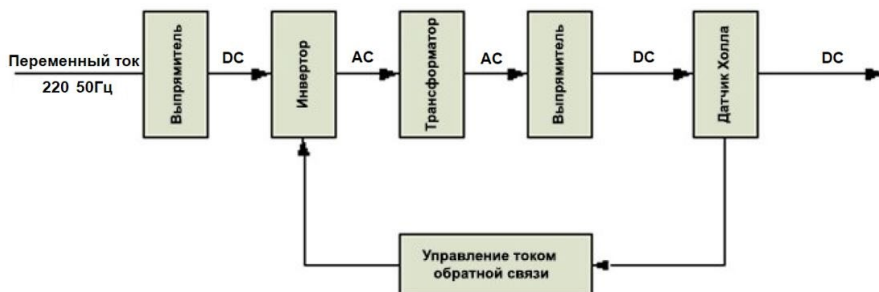 Переменный ток
220 50Гц
Выпрямитель
DC
Инвертор
AC
Трансформатор
AC
Выпрямитель
DC
Датчик Холла
DC
Управление током
обратной связи